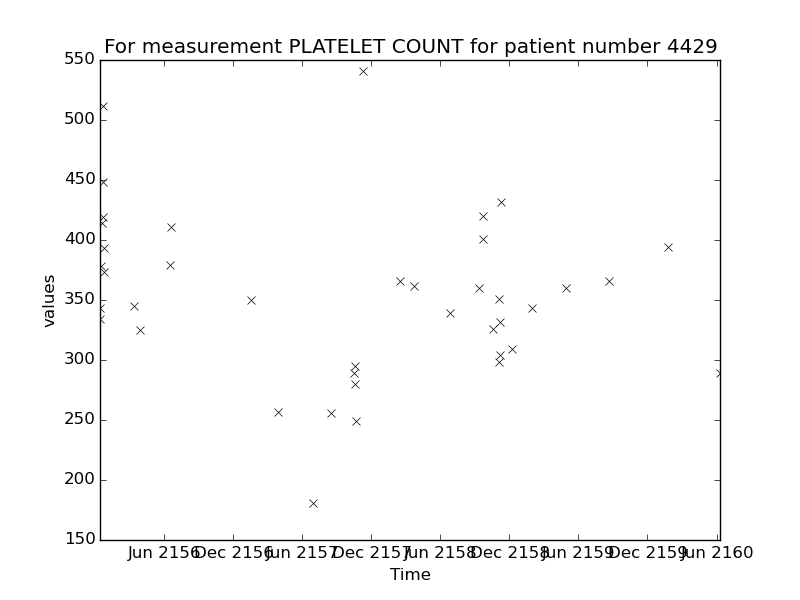 For measurement PLATELET COUNT for patient number 4429
550
500
450
400
350
300
250
200
150
values
Jun 2156 Dec 2156 Jun 2157 Dec 2157 Jun 2158 Dec 2158 Jun 2159 Dec 2159 Jun 2160
Time